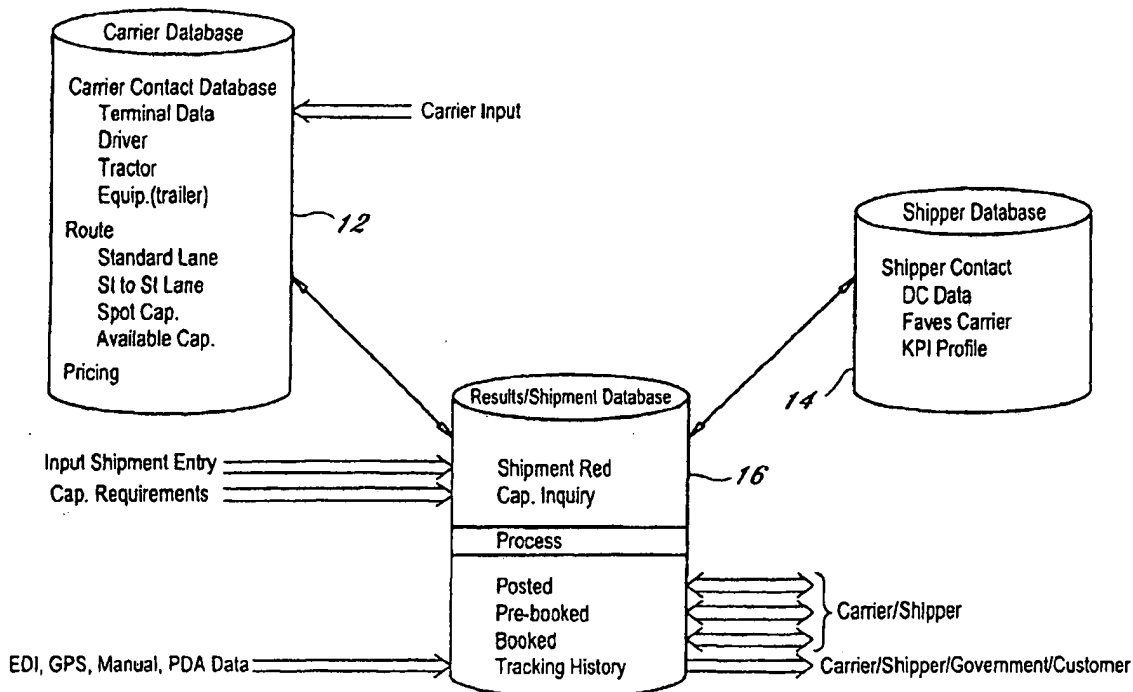 Carrier Database
Carrier Contact Database
Terminal Data
Driver
Tractor
Equip.(trailer)
Route
Standard Lane
St to St Lane
Spot Cap.
Available Cap.
Pricing
Carrier Input
12
Shipper Database
Shipper Contact
DC Data
Faves Carrier
KPI Profile
14
Results/Shipment Database
Shipment Red
Cap. Inquiry
Process
Posted
Pre-booked
Booked
Tracking History
16
Input Shipment Entry
Cap. Requirements
EDI, GPS, Manual, PDA Data
Carrier/Shipper
Carrier/Shipper/Government/Customer